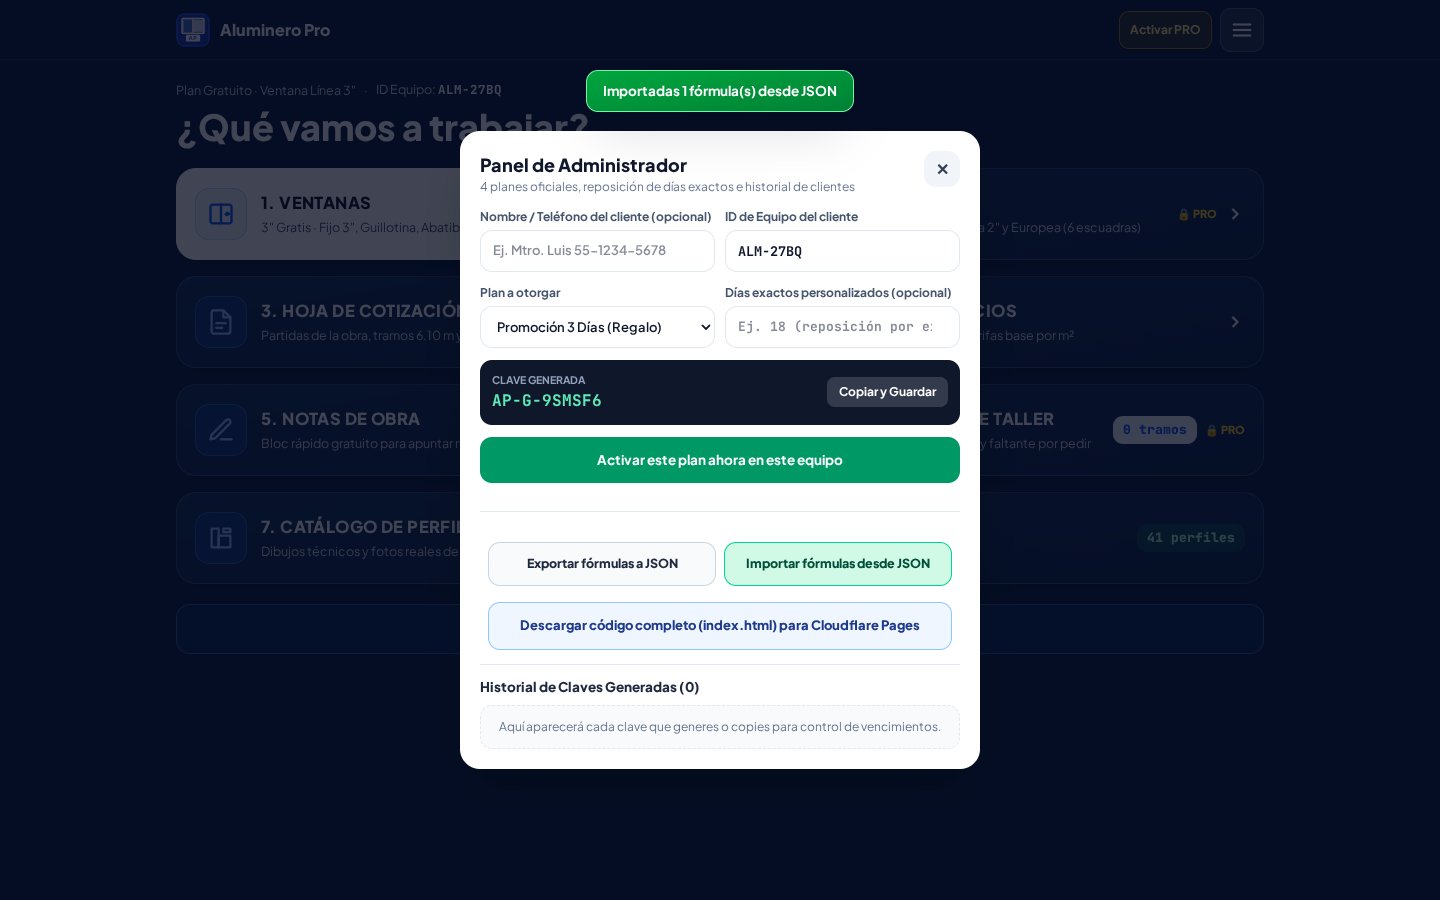 Aluminero Pro
Activar PRO
Plan Gratuito · Ventana Línea 3" · ID Equipo: ALM-27BQ
Importadas 1 fórmula(s) desde JSON
¿Qué vamos a trabajar?
Panel de Administrador
4 planes oficiales, reposición de días exactos e historial de clientes
Nombre / Teléfono del cliente (opcional)
ID de Equipo del cliente
Ej. Mtro. Luis 55-1234-5678
ALM-27BQ
Plan a otorgar
Días exactos personalizados (opcional)
Promoción 3 Días (Regalo)
Ej. 18 (reposición por e
CLAVE GENERADA
AP-G-9SMSF6
Copiar y Guardar
Activar este plan ahora en este equipo
Exportar fórmulas a JSON
Importar fórmulas desde JSON
Descargar código completo (index.html) para Cloudflare Pages
Historial de Claves Generadas (0)
Aquí aparecerá cada clave que generes o copies para control de vencimientos.
1. VENTANAS
3" Gratis · Fijo 3", Guillotina, Abatib
2" y Europea (6 escuadras)
PRO
3. HOJA DE COTIZACIÓN
Partidas de la obra, tramos 6.10 m y
CIOS
rifas base por m²
5. NOTAS DE OBRA
Bloc rápido gratuito para apuntar
E TALLER
y faltante por pedir
0 tramos
PRO
7. CATÁLOGO DE PERFIL
Dibujos técnicos y fotos reales de
41 perfiles